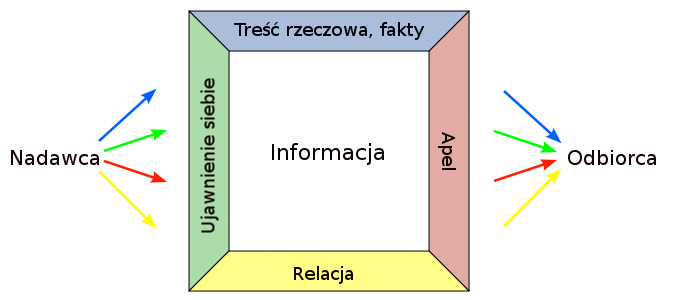 Treść rzeczowa, fakty
Nadawca
Ujawnienie siebie
Informacja
Apel
Odbiorca
Relacja